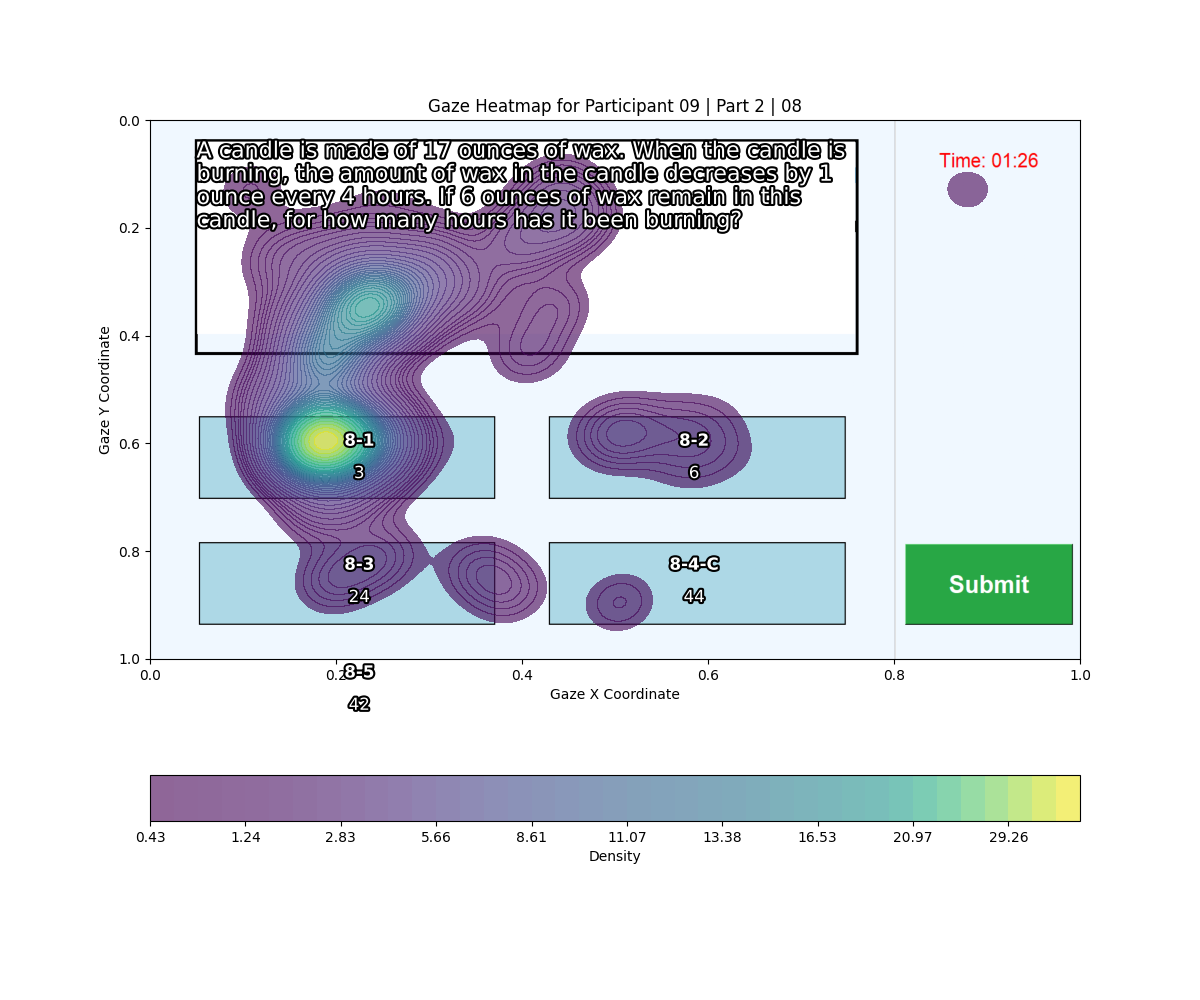 Gaze Heatmap for Participant 09 | Part 2 | 08
A candle is made of 17 ounces of wax. When the candle is
burning, the amount of wax in the candle decreases by 1
ounce every 4 hours. If 6 ounces of wax remain in this
candle, for how many hours has it been burning?
Time: 01:26
0.0
0.2
0.4
0.6
0.8
1.0
Gaze Y Coordinate
8-1
3
8-2
6
8-3
24
8-4-C
44
Submit
0.0
0.2
0.4
0.6
0.8
1.0
8-5
42
Gaze X Coordinate
0.43
1.24
2.83
5.66
8.61
11.07
13.38
16.53
20.97
29.26
Density